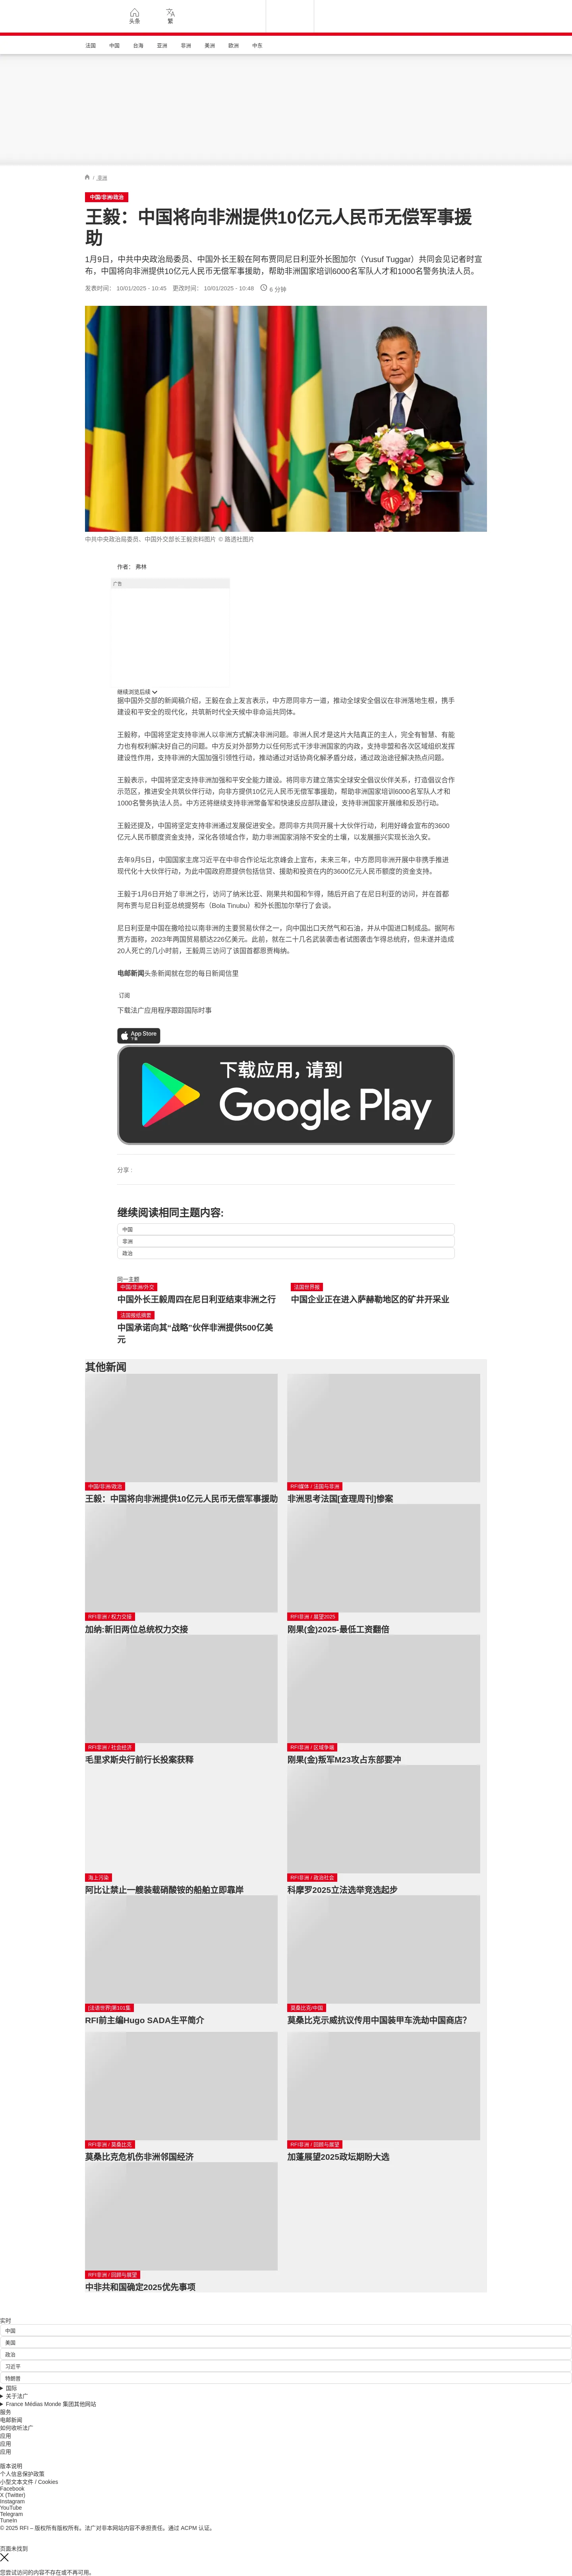 头条
繁
法国 中国 台海 亚洲 非洲 美洲 欧洲 中东
/ 非洲
中国/非洲/政治
王毅：中国将向非洲提供10亿元人民币无偿军事援
助
1月9日，中共中央政治局委员、中国外长王毅在阿布贾同尼日利亚外长图加尔（Yusuf Tuggar）共同会见记者时宣
布，中国将向非洲提供10亿元人民币无偿军事援助，帮助非洲国家培训6000名军队人才和1000名警务执法人员。
发表时间： 10/01/2025 - 10:45 更改时间： 10/01/2025 - 10:48 6 分钟
中共中央政治局委员、中国外交部长王毅资料图片 © 路透社图片
作者： 弗林
广告
继续浏览后续
据中国外交部的新闻稿介绍，王毅在会上发言表示，中方愿同非方一道，推动全球安全倡议在非洲落地生根，携手
建设和平安全的现代化，共筑新时代全天候中非命运共同体。
王毅称，中国将坚定支持非洲人以非洲方式解决非洲问题。非洲人民才是这片大陆真正的主人，完全有智慧、有能
力也有权利解决好自己的问题。中方反对外部势力以任何形式干涉非洲国家的内政，支持非盟和各次区域组织发挥
建设性作用，支持非洲的大国加强引领性行动，推动通过对话协商化解矛盾分歧，通过政治途径解决热点问题。
王毅表示，中国将坚定支持非洲加强和平安全能力建设。将同非方建立落实全球安全倡议伙伴关系，打造倡议合作
示范区，推进安全共筑伙伴行动，向非方提供10亿元人民币无偿军事援助，帮助非洲国家培训6000名军队人才和
1000名警务执法人员。中方还将继续支持非洲常备军和快速反应部队建设，支持非洲国家开展维和及反恐行动。
王毅还提及，中国将坚定支持非洲通过发展促进安全。愿同非方共同开展十大伙伴行动，利用好峰会宣布的3600
亿元人民币额度资金支持，深化各领域合作，助力非洲国家消除不安全的土壤，以发展振兴实现长治久安。
去年9月5日，中国国家主席习近平在中非合作论坛北京峰会上宣布，未来三年，中方愿同非洲开展中非携手推进
现代化十大伙伴行动，为此中国政府愿提供包括信贷、援助和投资在内的3600亿元人民币额度的资金支持。
王毅于1月6日开始了非洲之行，访问了纳米比亚、刚果共和国和乍得，随后开启了在尼日利亚的访问，并在首都
阿布贾与尼日利亚总统提努布（Bola Tinubu）和外长图加尔举行了会谈。
尼日利亚是中国在撒哈拉以南非洲的主要贸易伙伴之一，向中国出口天然气和石油，并从中国进口制成品。据阿布
贾方面称，2023年两国贸易额达226亿美元。此前，就在二十几名武装袭击者试图袭击乍得总统府，但未遂并造成
20人死亡的几小时前，王毅周三访问了该国首都恩贾梅纳。
电邮新闻头条新闻就在您的每日新闻信里
订阅
下载法广应用程序跟踪国际时事
App Store
下载
下载应用，请到
Google Play
分享 :
继续阅读相同主题内容:
中国
非洲
政治
同一主题
中国/非洲/外交
中国外长王毅周四在尼日利亚结束非洲之行
法国世界报
中国企业正在进入萨赫勒地区的矿井开采业
法国报纸摘要
中国承诺向其“战略”伙伴非洲提供500亿美
元
其他新闻
中国/非洲/政治
王毅：中国将向非洲提供10亿元人民币无偿军事援助
RFI媒体 / 法国与非洲
非洲思考法国[查理周刊]惨案
RFI非洲 / 权力交接
加纳:新旧两位总统权力交接
RFI非洲 / 展望2025
刚果(金)2025-最低工资翻倍
RFI非洲 / 社会经济
毛里求斯央行前行长投案获释
RFI非洲 / 区域争端
刚果(金)叛军M23攻占东部要冲
海上污染
阿比让禁止一艘装载硝酸铵的船舶立即靠岸
RFI非洲 / 政治社会
科摩罗2025立法选举竞选起步
[法语世界]第101集
RFI前主编Hugo SADA生平简介
莫桑比克/中国
莫桑比克示威抗议传用中国装甲车洗劫中国商店？
RFI非洲 / 莫桑比克
莫桑比克危机伤非洲邻国经济
RFI非洲 / 回顾与展望
加蓬展望2025政坛期盼大选
RFI非洲 / 回顾与展望
中非共和国确定2025优先事项
实时
中国
美国
政治
习近平
特朗普
国际
关于法广
France Médias Monde 集团其他网站
服务
电邮新闻
如何收听法广
应用
应用
应用
版本说明
个人信息保护政策
小型文本文件 / Cookies
Facebook
X (Twitter)
Instagram
YouTube
Telegram
TuneIn
© 2025 RFI – 版权所有版权所有。法广对非本网站内容不承担责任。通过 ACPM 认证。
页面未找到
您尝试访问的内容不存在或不再可用。